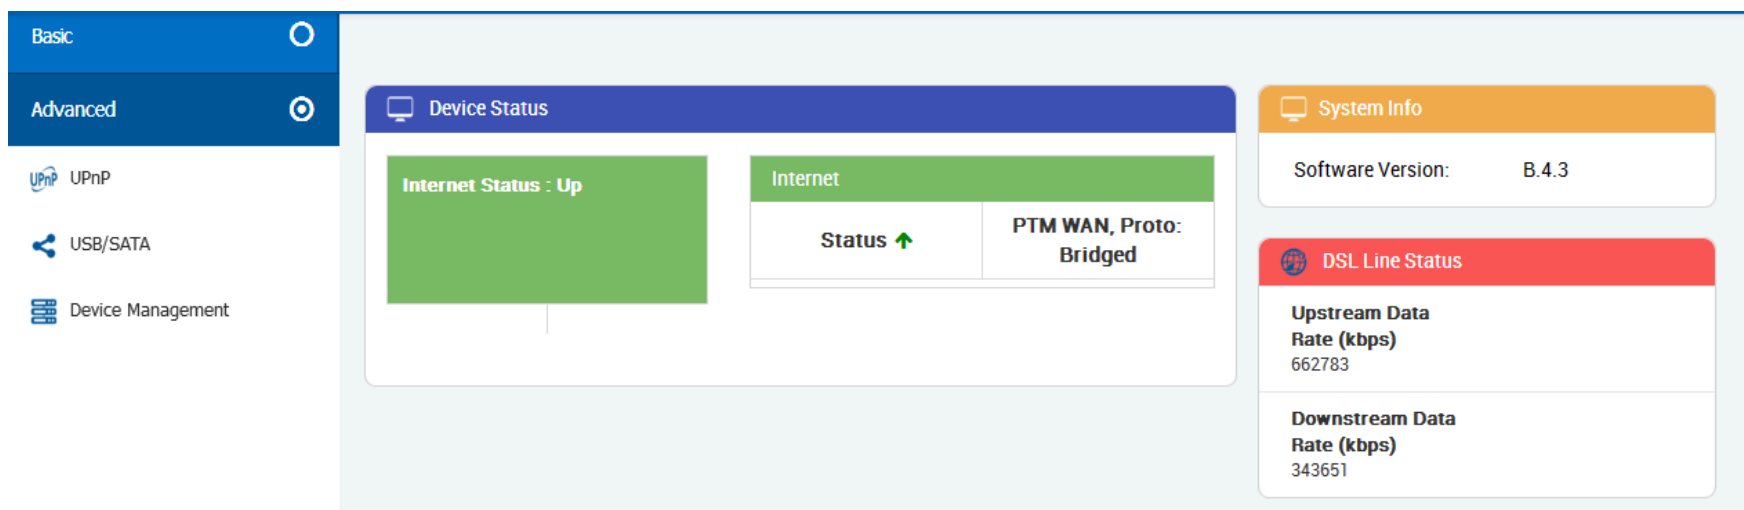 Basic
Advanced
UPnP UPnP
USB/SATA
Device Management
Device Status
Internet Status : Up
Internet
Status
PTM WAN, Proto:
Bridged
System Info
Software Version: B.4.3
DSL Line Status
Upstream Data
Rate (kbps)
662783
Downstream Data
Rate (kbps)
343651